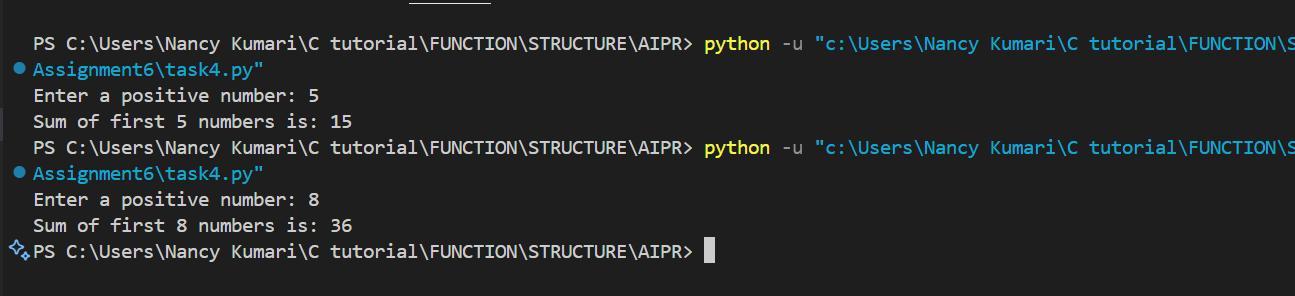 PS C:\Users\Nancy Kumari\C tutorial\FUNCTION\STRUCTURE\AIPR> python -u "c:\Users\Nancy Kumari\C tutorial\FUNCTION\S
Assignment6\task4.py"
Enter a positive number: 5
Sum of first 5 numbers is: 15
PS C:\Users\Nancy Kumari\C tutorial\FUNCTION\STRUCTURE\AIPR> python -u "c:\Users\Nancy Kumari\C tutorial\FUNCTION\S
Assignment6\task4.py"
Enter a positive number: 8
Sum of first 8 numbers is: 36
PS C:\Users\Nancy Kumari\C tutorial\FUNCTION\STRUCTURE\AIPR>